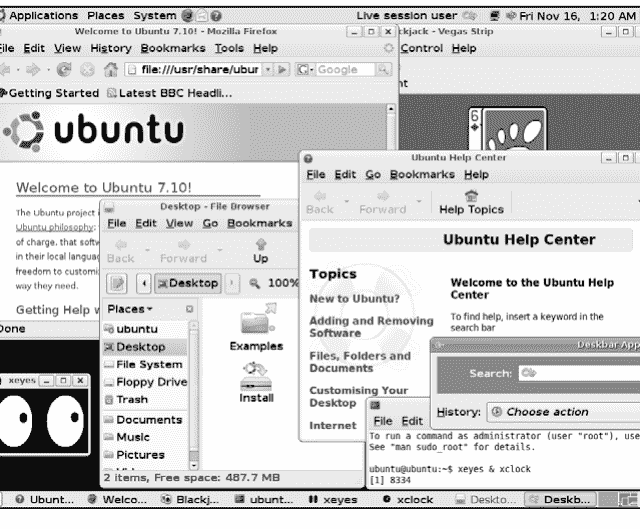 Applications Places System
Live session user
Fri Nov 16, 1:20 AM
Welcome to Ubuntu 7.10! - Mozilla Firefox
File Edit View History Bookmarks Tools Help
file:///usr/share/ubur
Google
Getting Started Latest BBC Headli...
ubuntu
Welcome to Ubuntu 7.10!
The Ubuntu project
Ubuntu philosophy:
of charge, that softw
in their local langua
freedom to customi
way they need.
Getting Help w
Done
ckjack - Vegas Strip
Control Help
nt
6
Desktop - File Browser
File Edit View Go Bookmarks
Back Forward Up
Desktop 100%
Places
ubuntu
Desktop
File System
Floppy Drive
Trash
Documents
Music
Pictures
Examples
Install
2 items, Free space: 487.7 MB
Ubuntu Help Center
File Edit Go Bookmarks Help
Back Forward Help Topics
Ubuntu Help Center
Topics
New to Ubuntu?
Adding and Removing
Software
Files, Folders and
Documents
Customising Your
Desktop
Internet
Welcome to the Ubuntu Help
Center
To find help, insert a keyword in the
search bar
Deskbar App
Search:
History: Choose action
xeyes
File Edit
To run a command as administrator (user "root"), use
See "man sudo_root" for details.
ubuntu@ubuntu:~$ xeyes & xclock
[1] 8334
Ubunt... Welco... Blackj... ubunt... xeyes xclock Deskto... Deskb...